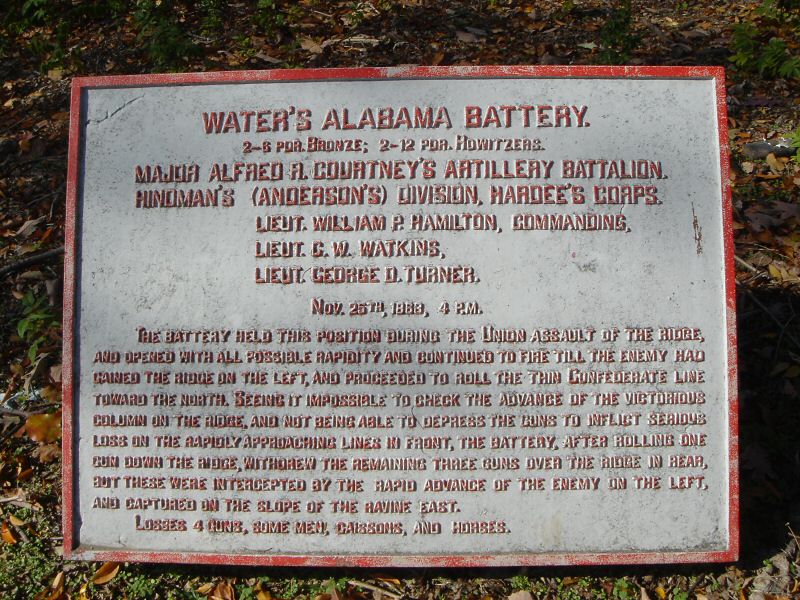 WATER'S ALABAMA BATTERY.
2-6 PDR. BRONZE; 2-12 PDR. HOWITZERS.
MAJOR ALFRED R. COURTNEY'S ARTILLERY BATTALION.
HINDMAN'S (ANDERSON'S) DIVISION, HARDEE'S CORPS.
LIEUT. WILLIAM P. HAMILTON, COMMANDING,
LIEUT. C. W. WATKINS,
LIEUT. GEORGE D. TURNER.
NOV. 25TH, 1863, 4 P.M.
THE BATTERY HELD THIS POSITION DURING THE UNION ASSAULT OF THE RIDGE,
AND OPENED WITH ALL POSSIBLE RAPIDITY AND CONTINUED TO FIRE TILL THE ENEMY HAD
GAINED THE RIDGE ON THE LEFT, AND PROCEEDED TO ROLL THE THIN CONFEDERATE LINE
TOWARD THE NORTH. SEEING IT IMPOSSIBLE TO CHECK THE ADVANCE OF THE VICTORIOUS
COLUMN ON THE RIDGE, AND NOT BEING ABLE TO DEPRESS THE GUNS TO INFLICT SERIOUS
LOSS ON THE RAPIDLY APPROACHING LINES IN FRONT, THE BATTERY, AFTER ROLLING ONE
GUN DOWN THE RIDGE, WITHDREW THE REMAINING THREE GUNS OVER THE RIDGE IN REAR,
BUT THESE WERE INTERCEPTED BY THE RAPID ADVANCE OF THE ENEMY ON THE LEFT,
AND CAPTURED ON THE SLOPE OF THE RAVINE EAST.
LOSSES 4 GUNS, SOME MEN, CAISSONS, AND HORSES.